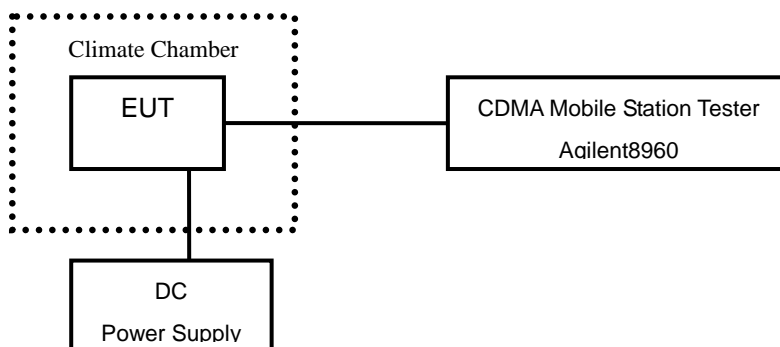 Climate Chamber
EUT
CDMA Mobile Station Tester
Agilent8960
DC
Power Supply